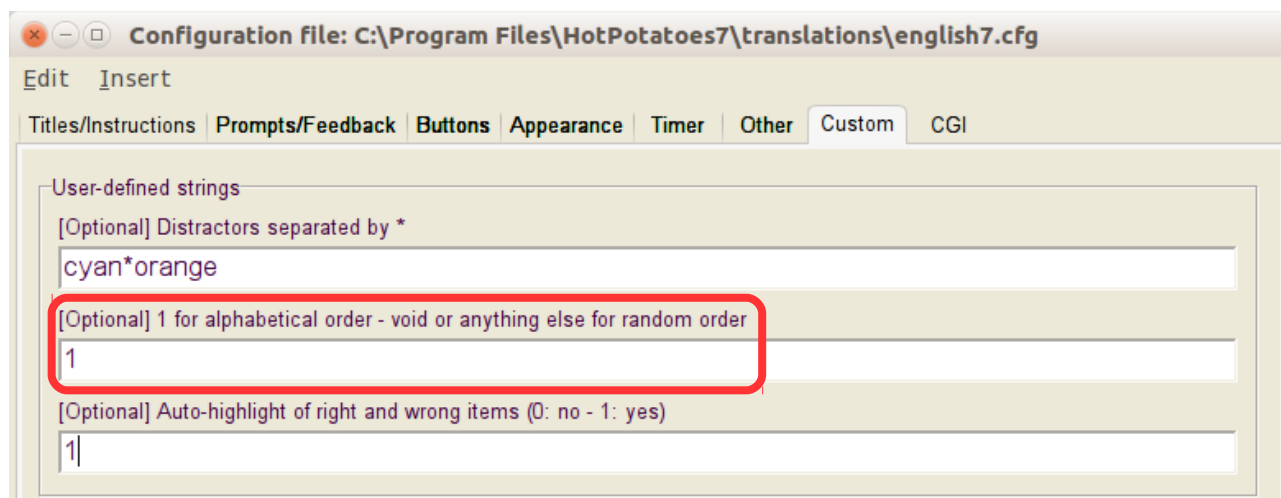 Configuration file: C:\Program Files\HotPotatoes7\translations\english7.cfg
Edit Insert
Titles/Instructions Prompts/Feedback Buttons Appearance Timer Other Custom CGI
User-defined strings
[Optional] Distractors separated by *
cyan*orange
[Optional] 1 for alphabetical order - void or anything else for random order
1
[Optional] Auto-highlight of right and wrong items (0: no - 1: yes)
1